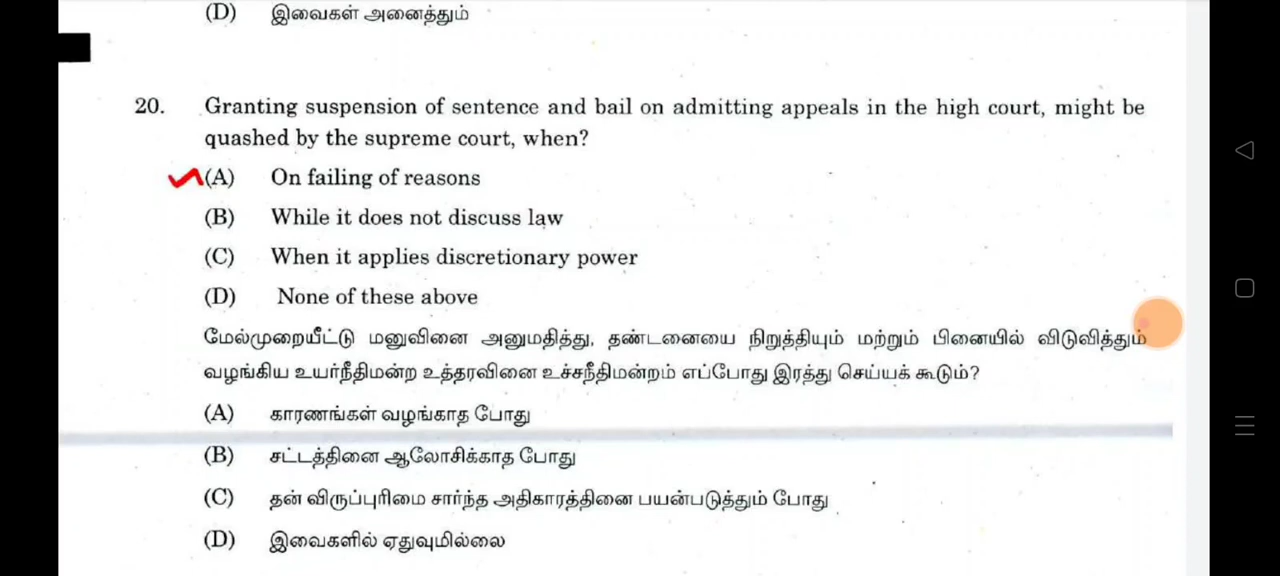 (D) இவைகள் அனைத்தும்
20. Granting suspension of sentence and bail on admitting appeals in the high court, might be
quashed by the supreme court, when?
(A) On failing of reasons
(B) While it does not discuss law
(C) When it applies discretionary power
(D) None of these above
மேல்முறையீட்டு மனுவினை அனுமதித்து, தண்டனையை நிறுத்தியும் மற்றும் பினையில் விடுவித்தும்
வழங்கிய உயர்நீதிமன்ற உத்தரவினை உச்சநீதிமன்றம் எப்போது இரத்து செய்யக் கூடும்?
(A) காரணங்கள் வழங்காத போது
(B) சட்டத்தினை ஆலோசிக்காத போது
(C) தன் விருப்புரிமை சார்ந்த அதிகாரத்தினை பயன்படுத்தும் போது
(D) இவைகளில் ஏதுவுமில்லை